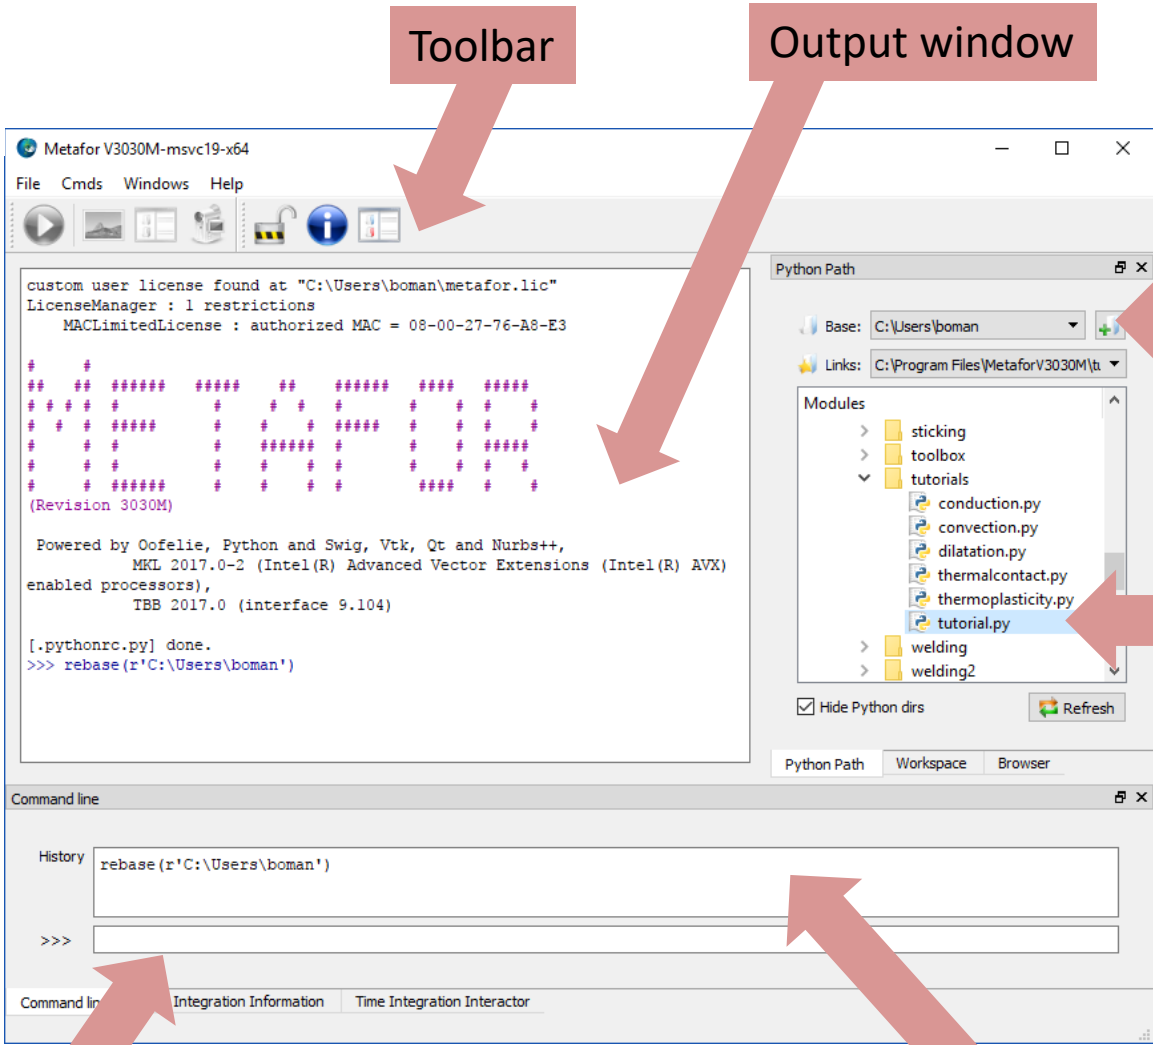 Toolbar
Output window
Metafor V3030M-msvc19-x64
File Cmds Windows Help
custom user license found at "C:\Users\boman\metafor.lic"
LicenseManager : 1 restrictions
MACLimitedLicense : authorized MAC = 08-00-27-76-A8-E3
METAFOR
(Revision 3030M)
Powered by Oofelie, Python and Swig, Vtk, Qt and Nurbs++,
MKL 2017.0-2 (Intel(R) Advanced Vector Extensions (Intel(R) AVX)
enabled processors),
TBB 2017.0 (interface 9.104)
[.pythonrc.py] done.
>>> rebase(r'C:\Users\boman')
Python Path
Base: C:\Users\boman
Links: C:\Program Files\MetaforV3030M\tu
Modules
sticking
toolbox
tutorials
conduction.py
convection.py
dilatation.py
thermalcontact.py
thermoplasticity.py
tutorial.py
welding
welding2
Hide Python dirs Refresh
Python Path Workspace Browser
Command line
History rebase(r'C:\Users\boman')
>>>
Command lin Integration Information Time Integration Interactor